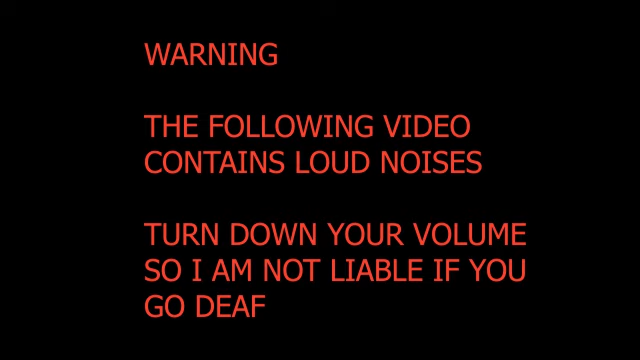 WARNING
THE FOLLOWING VIDEO
CONTAINS LOUD NOISES
TURN DOWN YOUR VOLUME
SO I AM NOT LIABLE IF YOU
GO DEAF